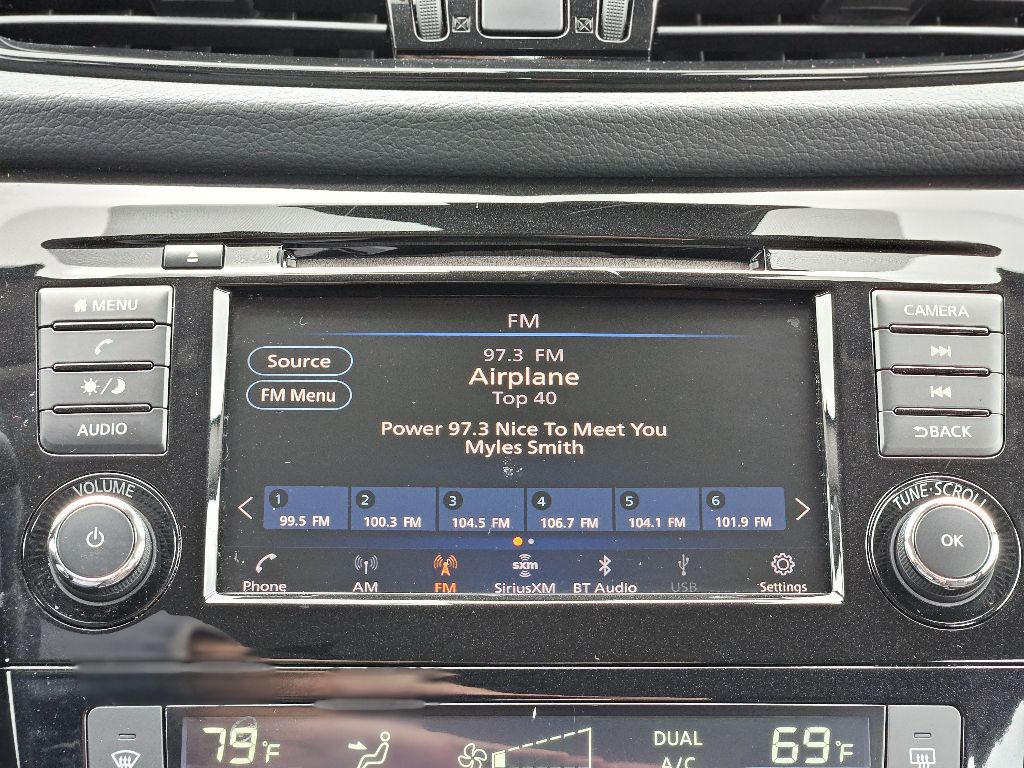 MENU
AUDIO
VOLUME
CAMERA
BACK
TUNE·SCROLL
OK
FM
Source
FM Menu
97.3 FM
Airplane
Top 40
Power 97.3 Nice To Meet You
Myles Smith
1 99.5 FM
2 100.3 FM
3 104.5 FM
4 106.7 FM
5 104.1 FM
6 101.9 FM
Phone
AM
FM
sxm
SiriusXM
BT Audio
USB
Settings
79°F
DUAL
A/C
69°F